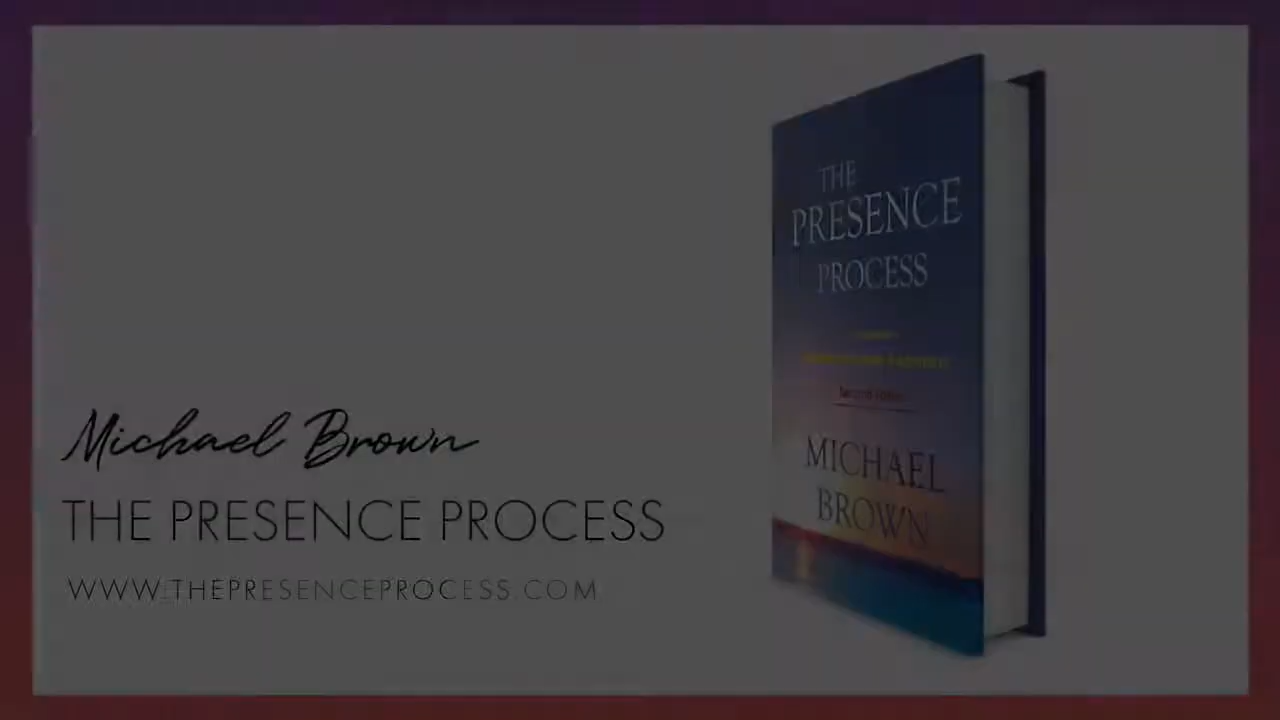 Michael Brown
THE PRESENCE PROCESS
WWW.THEPRESENCEPROCESS.COM
THE
PRESENCE
PROCESS
MICHAEL
BROWN